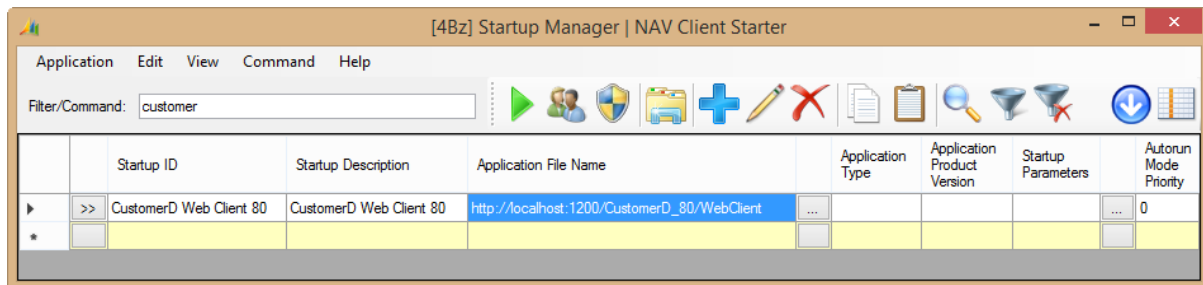 [4Bz] Startup Manager | NAV Client Starter
Application Edit View Command Help
Filter/Command: customer
Startup ID Startup Description Application File Name Application Type Application Product Version Startup Parameters Autorun Mode Priority
>> CustomerD Web Client 80 CustomerD Web Client 80 http://localhost:1200/CustomerD_80/WebClient ... ... 0
*